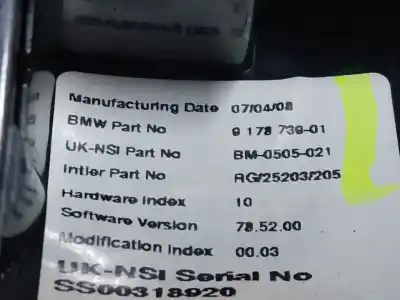 Manufacturing Date 07/04/08
BMW Part No 9 178 739-01
UK-NSI Part No BM-0505-021
Intier Part No RG/25203/205
Hardware Index 10
Software Version 78.52.00
Modification Index 00.03
UK-NSI Serial No
SS00318920